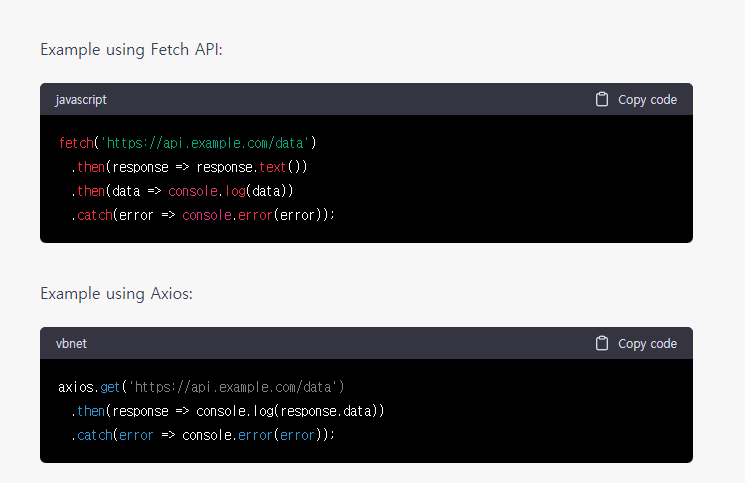 Example using Fetch API:
javascript
Copy code
fetch('https://api.example.com/data')
.then(response => response.text())
.then(data => console.log(data))
.catch(error => console.error(error));
Example using Axios:
vbnet
Copy code
axios.get('https://api.example.com/data')
.then(response => console.log(response.data))
.catch(error => console.error(error));